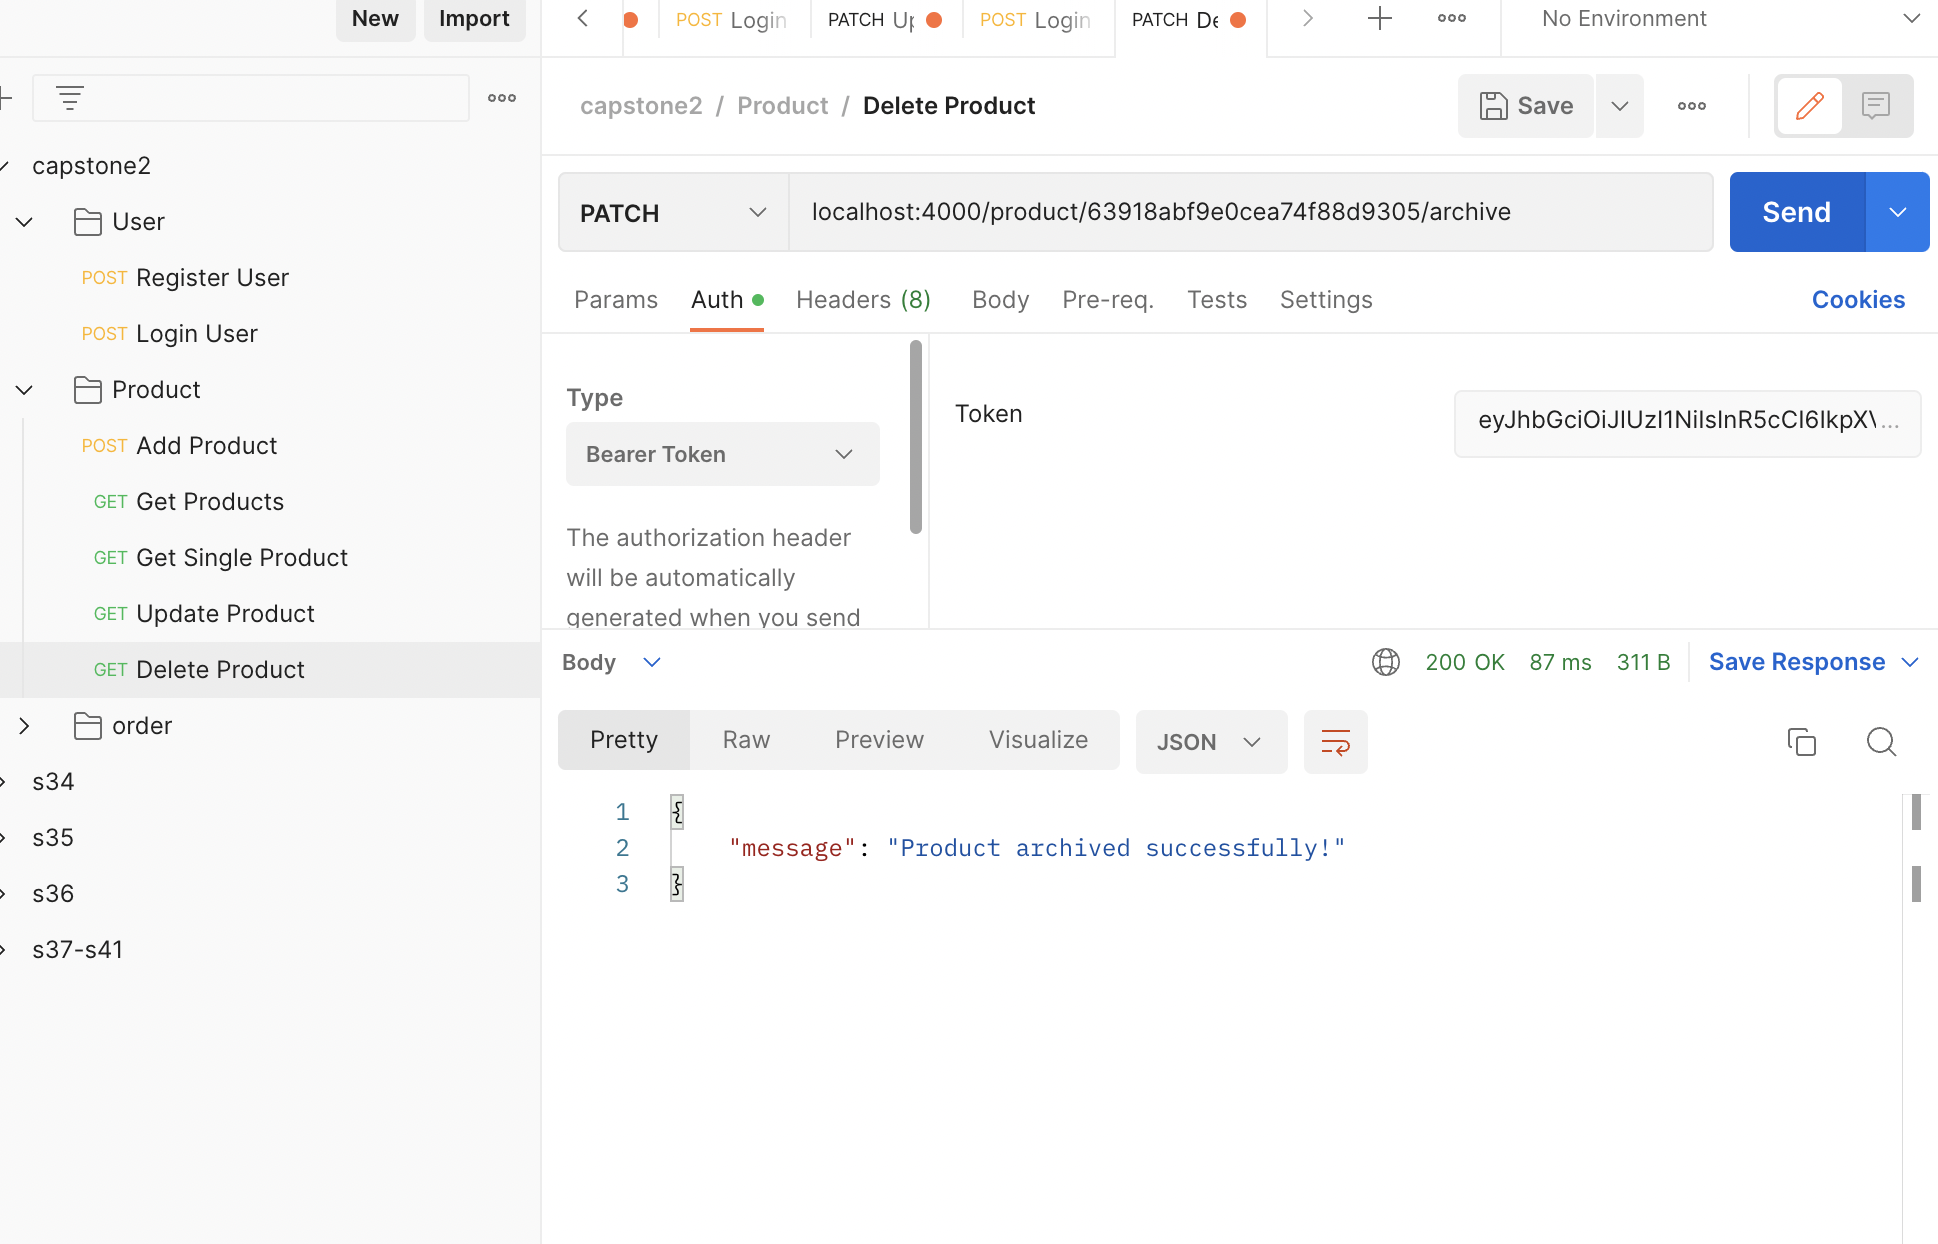 New
Import
POST Login
PATCH Up
POST Login
PATCH De
No Environment
capstone2 / Product / Delete Product
Save
capstone2
User
POST Register User
POST Login User
Product
POST Add Product
GET Get Products
GET Get Single Product
GET Update Product
GET Delete Product
order
s34
s35
s36
s37-s41
PATCH
localhost:4000/product/63918abf9e0cea74f88d9305/archive
Send
Params
Auth
Headers (8)
Body
Pre-req.
Tests
Settings
Cookies
Type
Bearer Token
The authorization header
will be automatically
generated when you send
Token
eyJhbGciOiJIUzI1NiIsInR5cCI6IkpX\...
Body
200 OK 87 ms 311 B
Save Response
Pretty
Raw
Preview
Visualize
JSON
1 {
2 "message": "Product archived successfully!"
3 }